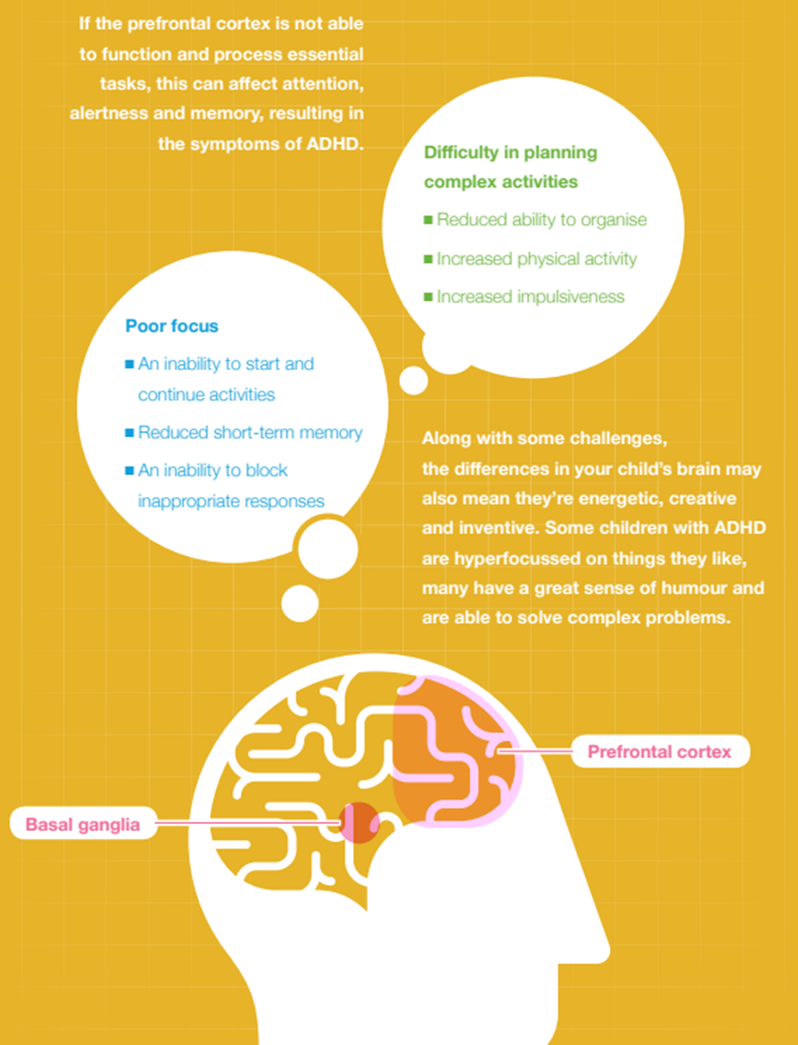 If the prefrontal cortex is not able
to function and process essential
tasks, this can affect attention,
alertness and memory, resulting in
the symptoms of ADHD.
Difficulty in planning
complex activities
■ Reduced ability to organise
■ Increased physical activity
■ Increased impulsiveness
Poor focus
■ An inability to start and
continue activities
■ Reduced short-term memory
■ An inability to block
inappropriate responses
Along with some challenges,
the differences in your child's brain may
also mean they're energetic, creative
and inventive. Some children with ADHD
are hyperfocussed on things they like,
many have a great sense of humour and
are able to solve complex problems.
Prefrontal cortex
Basal ganglia